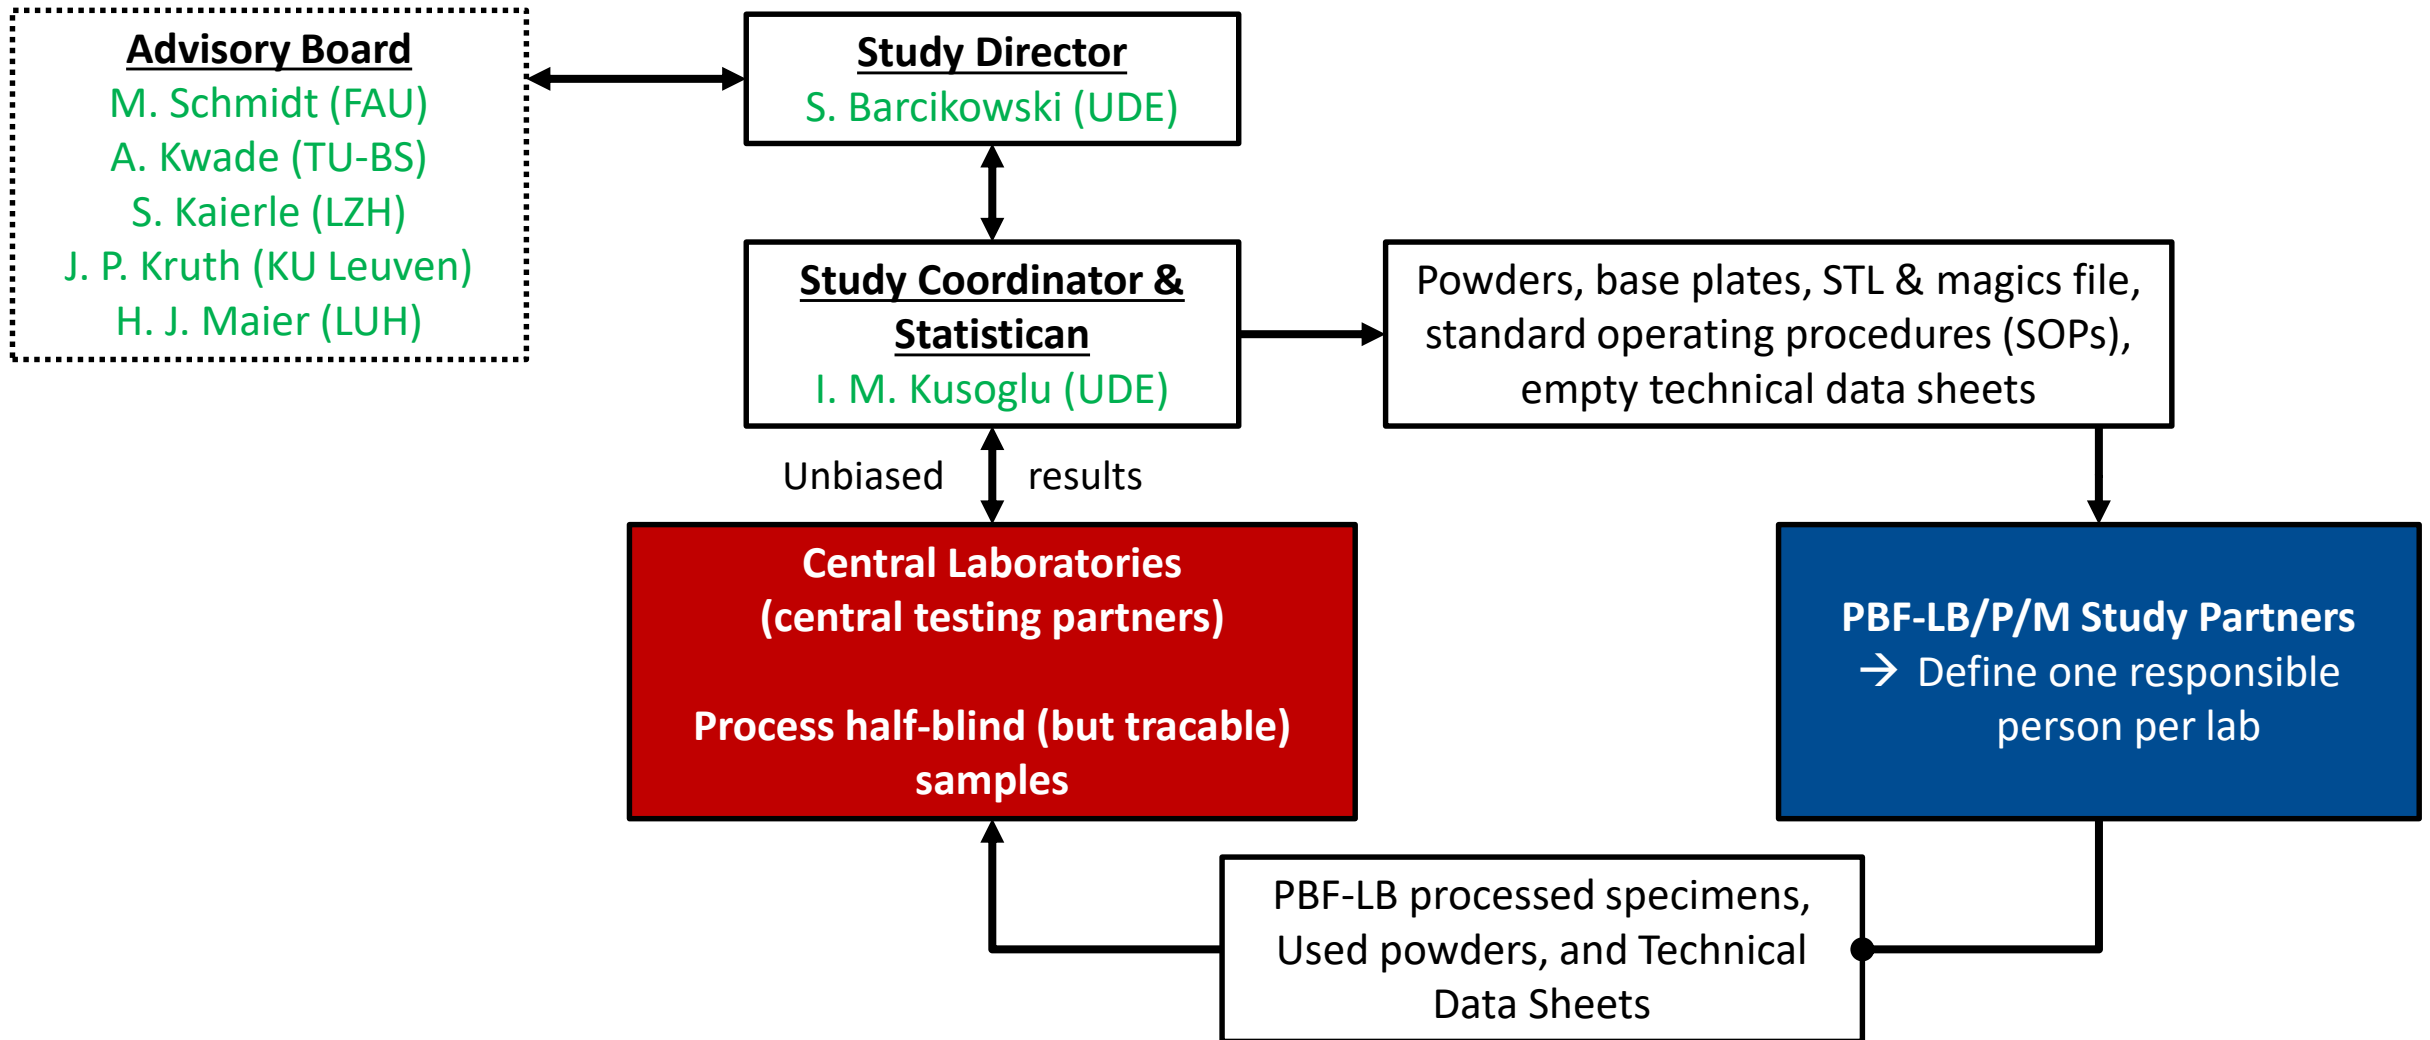 Advisory Board
M. Schmidt (FAU)
A. Kwade (TU-BS)
S. Kaierle (LZH)
J. P. Kruth (KU Leuven)
H. J. Maier (LUH)
Study Director
S. Barcikowski (UDE)
Study Coordinator &
Statistican
I. M. Kusoglu (UDE)
Powders, base plates, STL & magics file,
standard operating procedures (SOPs),
empty technical data sheets
Unbiased results
Central Laboratories
(central testing partners)
Process half-blind (but tracable)
samples
PBF-LB/P/M Study Partners
→ Define one responsible
person per lab
PBF-LB processed specimens,
Used powders, and Technical
Data Sheets